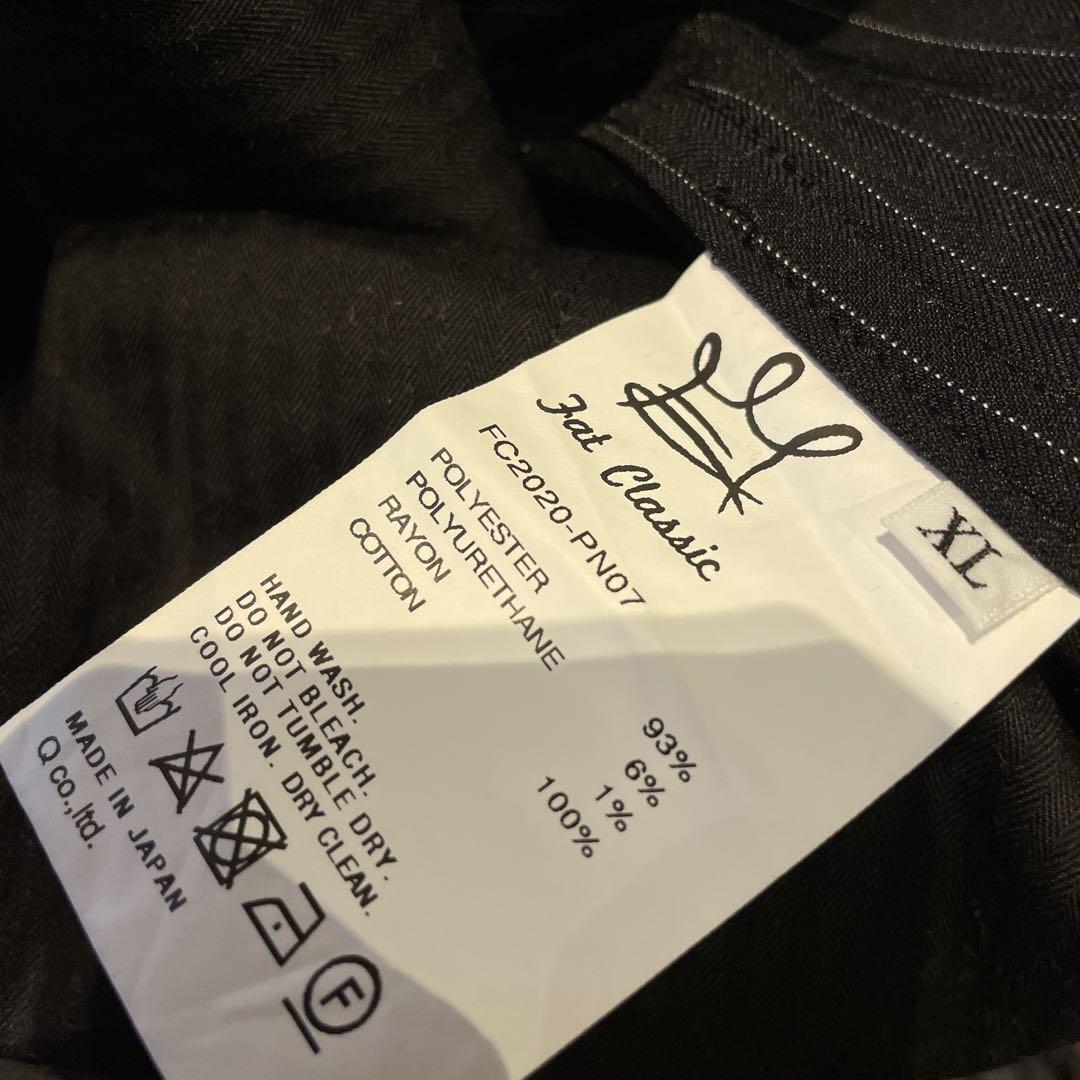 Fat Classic
XL
FC2020-PN07
POLYESTER 93%
POLYURETHANE 6%
RAYON 1%
COTTON 100%
HAND WASH.
DO NOT BLEACH.
DO NOT TUMBLE DRY.
COOL IRON. DRY CLEAN.
F
MADE IN JAPAN
Q CO.,ltd.